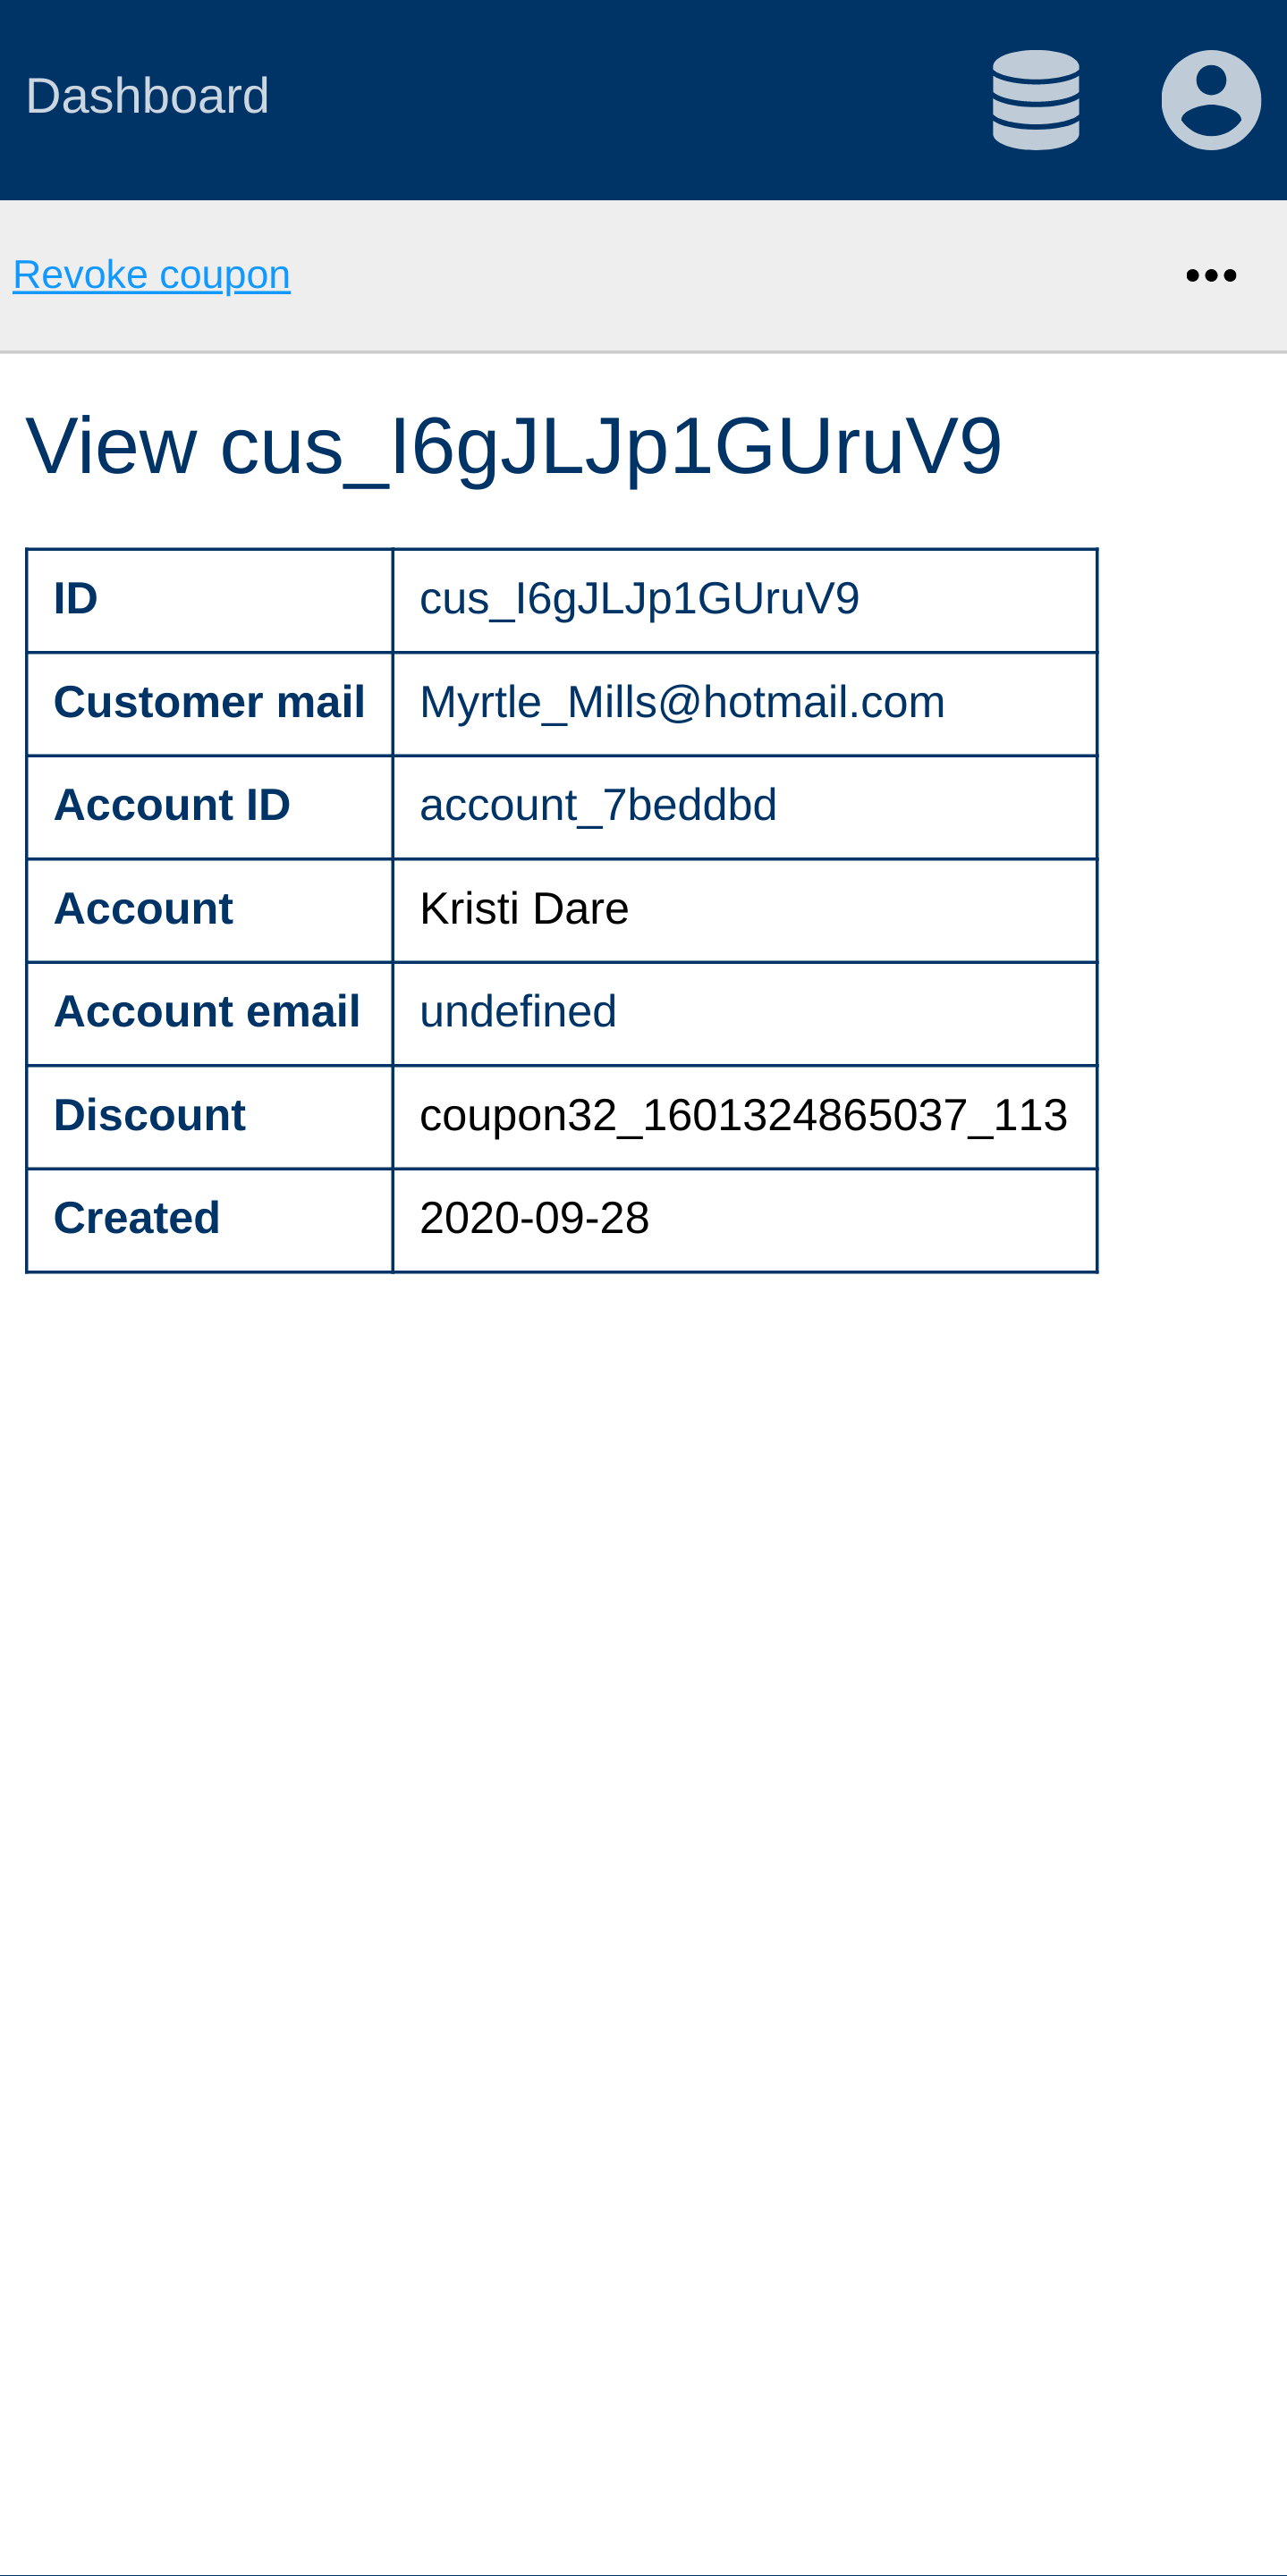 Dashboard
Revoke coupon
View cus_I6gJLJp1GUruV9
ID cus_I6gJLJp1GUruV9
Customer mail Myrtle_Mills@hotmail.com
Account ID account_7beddbd
Account Kristi Dare
Account email undefined
Discount coupon32_1601324865037_113
Created 2020-09-28